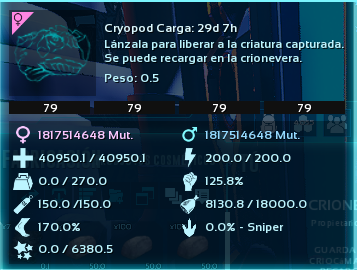 Cryopod Carga: 29d 7h
Lánzala para liberar a la criatura capturada.
Se puede recargar en la crionevera.
Peso: 0.5
79 79 79 79
1817514648 Mut. 1817514648 Mut.
40950.1 / 40950.1 200.0 / 200.0
0.0 / 270.0 125.8%
150.0 /150.0 8130.8 / 18000.0
170.0% 0.0% - Sniper
0.0 / 6380.5